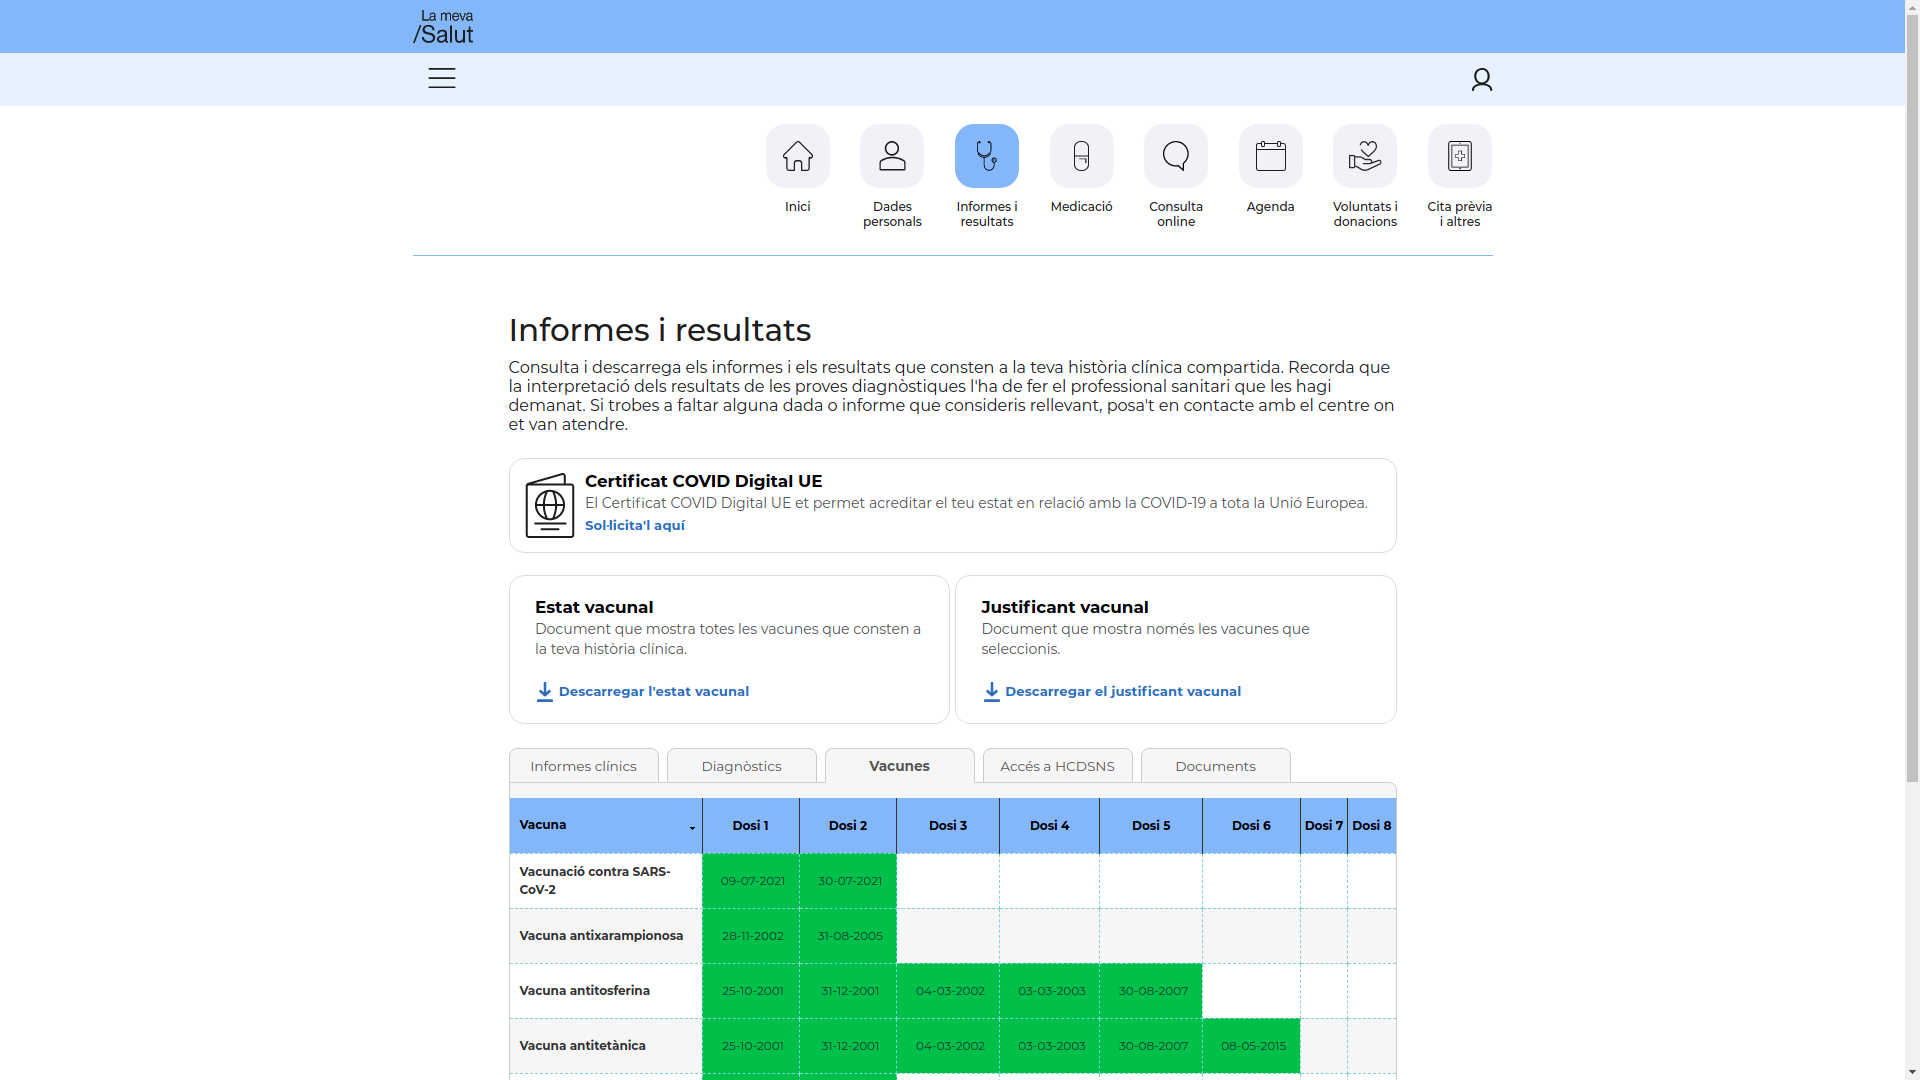 La meva
/Salut
Inici
Dades
personals
Informes i
resultats
Medicació
Consulta
online
Agenda
Voluntats i
donacions
Cita prèvia
i altres
Informes i resultats
Consulta i descarrega els informes i els resultats que consten a la teva història clínica compartida. Recorda que
la interpretació dels resultats de les proves diagnòstiques l'ha de fer el professional sanitari que les hagi
demanat. Si trobes a faltar alguna dada o informe que consideris rellevant, posa't en contacte amb el centre on
et van atendre.
Certificat COVID Digital UE
El Certificat COVID Digital UE et permet acreditar el teu estat en relació amb la COVID-19 a tota la Unió Europea.
Sol·licita'l aquí
Estat vacunal
Document que mostra totes les vacunes que consten a
la teva història clínica.
Descarregar l'estat vacunal
Justificant vacunal
Document que mostra només les vacunes que
seleccionis.
Descarregar el justificant vacunal
Informes clínics Diagnòstics Vacunes Accés a HCDSNS Documents
Vacuna Dosi 1 Dosi 2 Dosi 3 Dosi 4 Dosi 5 Dosi 6 Dosi 7 Dosi 8
Vacunació contra SARS-
CoV-2 09-07-2021 30-07-2021
Vacuna antixarampionosa 28-11-2002 31-08-2005
Vacuna antitosferina 25-10-2001 31-12-2001 04-03-2002 03-03-2003 30-08-2007
Vacuna antitetànica 25-10-2001 31-12-2001 04-03-2002 03-03-2003 30-08-2007 08-05-2015